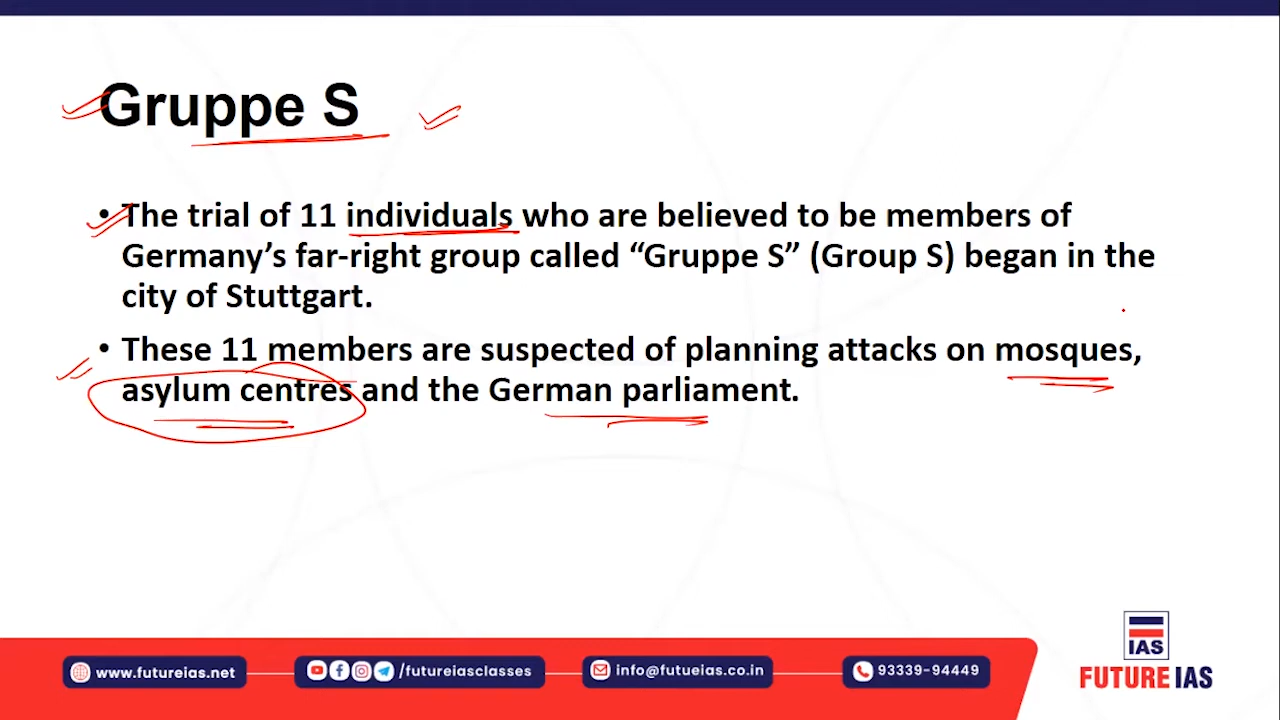 Gruppe S
• The trial of 11 individuals who are believed to be members of
Germany’s far-right group called “Gruppe S” (Group S) began in the
city of Stuttgart.
• These 11 members are suspected of planning attacks on mosques,
asylum centres and the German parliament.
IAS
www.futureias.net
/futureiasclasses
info@futueias.co.in
93339-94449
FUTURE IAS